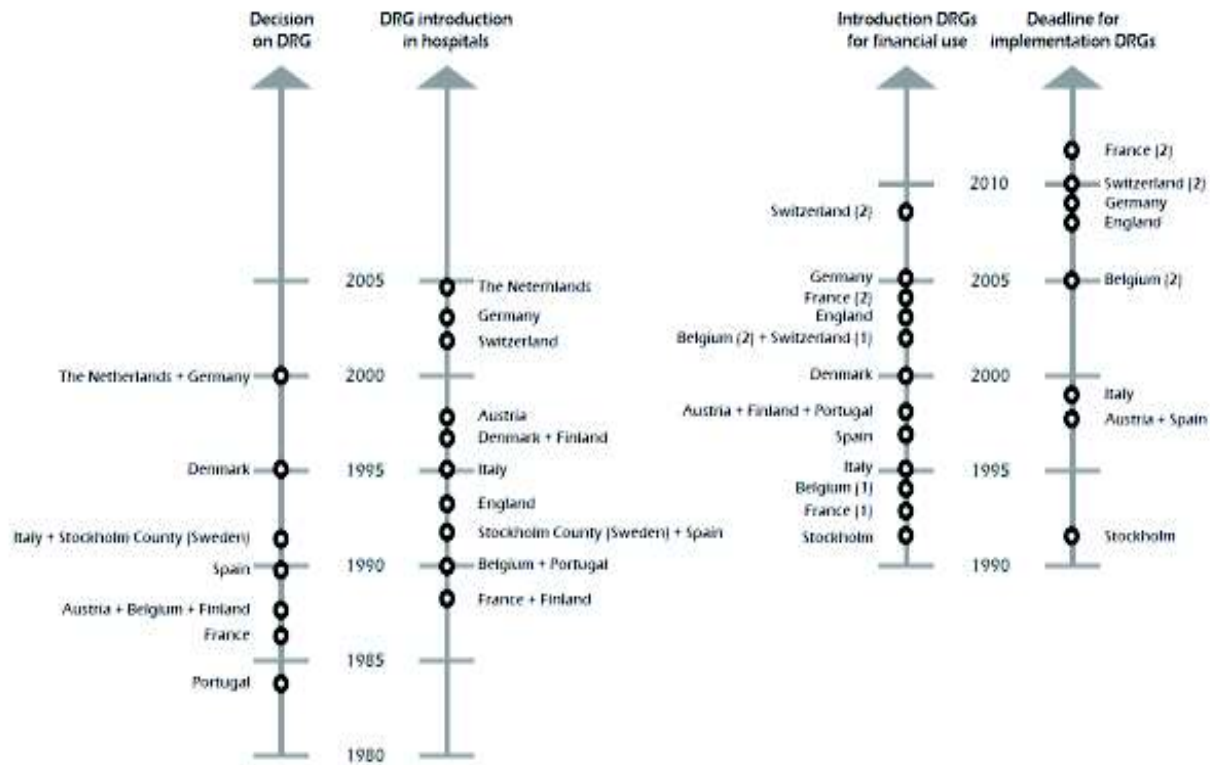 Decision
on DRG
DRG introduction
in hospitals
The Neternlands
2005
Germany
Switzerland
The Netherlands + Germany
2000
Austria
Denmark + Finland
Denmark
1995
Italy
England
Italy + Stockholm County (Sweden)
Stockholm County (Sweden) + Spain
Spain
1990
Belgium + Portugal
Austria + Belgium + Finland
France + Finland
France
1985
Portugal
1980
Introduction DRGs
for financial use
Deadline for
implementation DRGs
France (2)
2010
Switzerland (2)
Switzerland (2)
Germany
England
Germany
2005
Belgium (2)
France (2)
England
Belgium (2) + Switzerland (1)
Denmark
2000
Italy
Austria + Finland + Portugal
Austria + Spain
Spain
Italy
1995
Belgium (1)
France (1)
Stockholm
Stockholm
1990